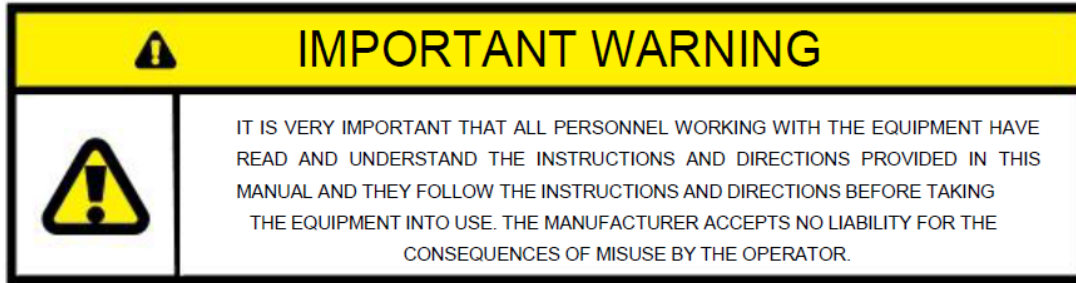 IMPORTANT WARNING
IT IS VERY IMPORTANT THAT ALL PERSONNEL WORKING WITH THE EQUIPMENT HAVE
READ AND UNDERSTAND THE INSTRUCTIONS AND DIRECTIONS PROVIDED IN THIS
MANUAL AND THEY FOLLOW THE INSTRUCTIONS AND DIRECTIONS BEFORE TAKING
THE EQUIPMENT INTO USE. THE MANUFACTURER ACCEPTS NO LIABILITY FOR THE
CONSEQUENCES OF MISUSE BY THE OPERATOR.